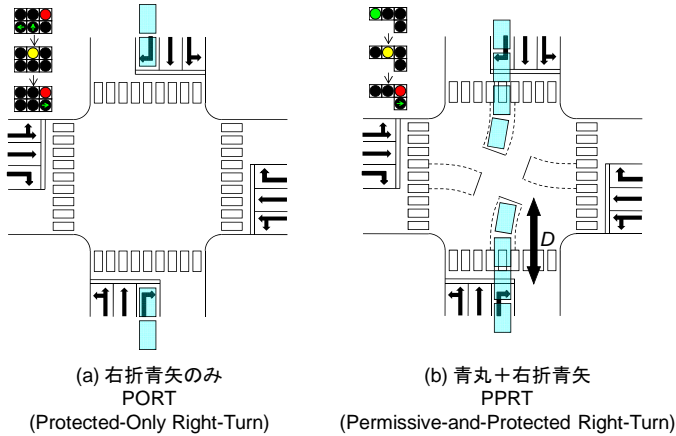 D
(a) 右折青矢のみ
PORT
(Protected-Only Right-Turn)
(b) 青丸＋右折青矢
PPRT
(Permissive-and-Protected Right-Turn)